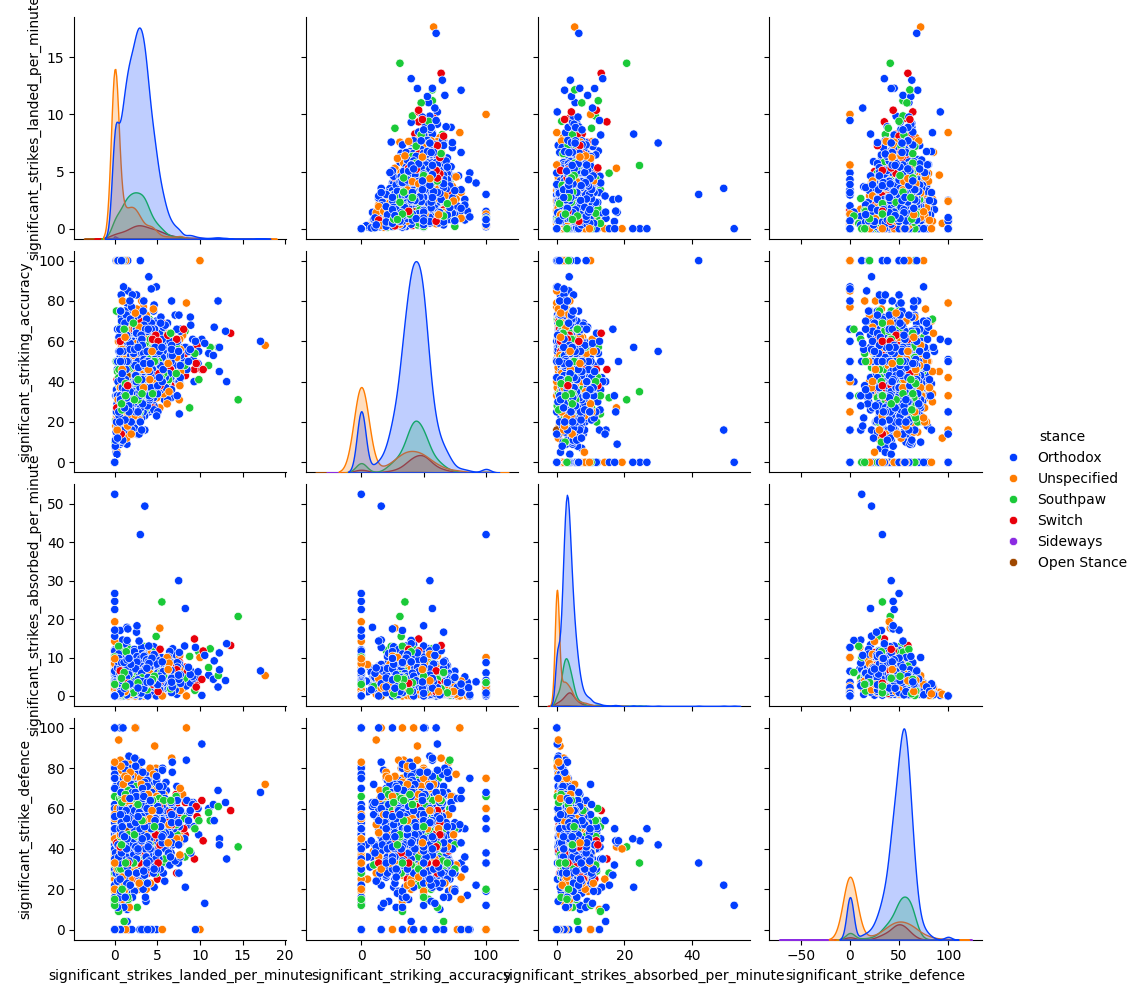 significant_strikes_landed_per_minute
15
10
5
0
significant_striking_accuracy
100
80
60
40
20
0
significant_strikes_absorbed_per_minute
50
40
30
20
10
0
significant_strike_defence
100
80
60
40
20
0
0 5 10 15 20
significant_strikes_landed_per_minute
0 50 100
significant_striking_accuracy
0 20 40
significant_strikes_absorbed_per_minute
−50 0 50 100
significant_strike_defence
stance
Orthodox
Unspecified
Southpaw
Switch
Sideways
Open Stance